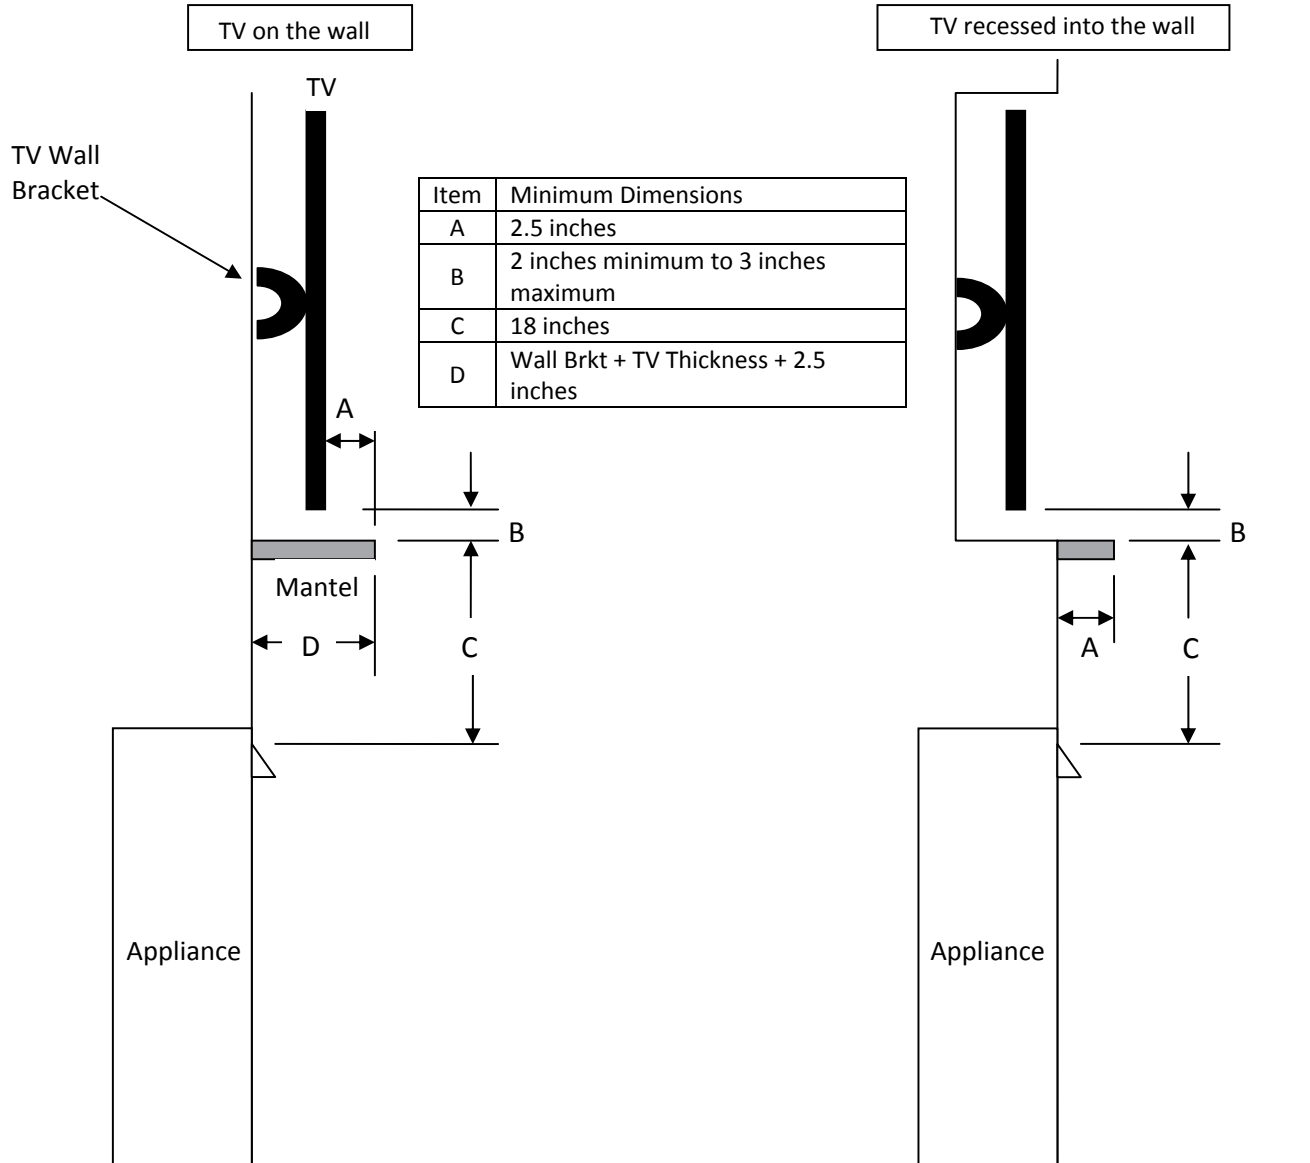 TV on the wall
TV recessed into the wall
TV
TV Wall
Bracket
Item Minimum Dimensions
A 2.5 inches
B 2 inches minimum to 3 inches
maximum
C 18 inches
D Wall Brkt + TV Thickness + 2.5
inches
A
B
B
Mantel
D
C
A
C
Appliance
Appliance